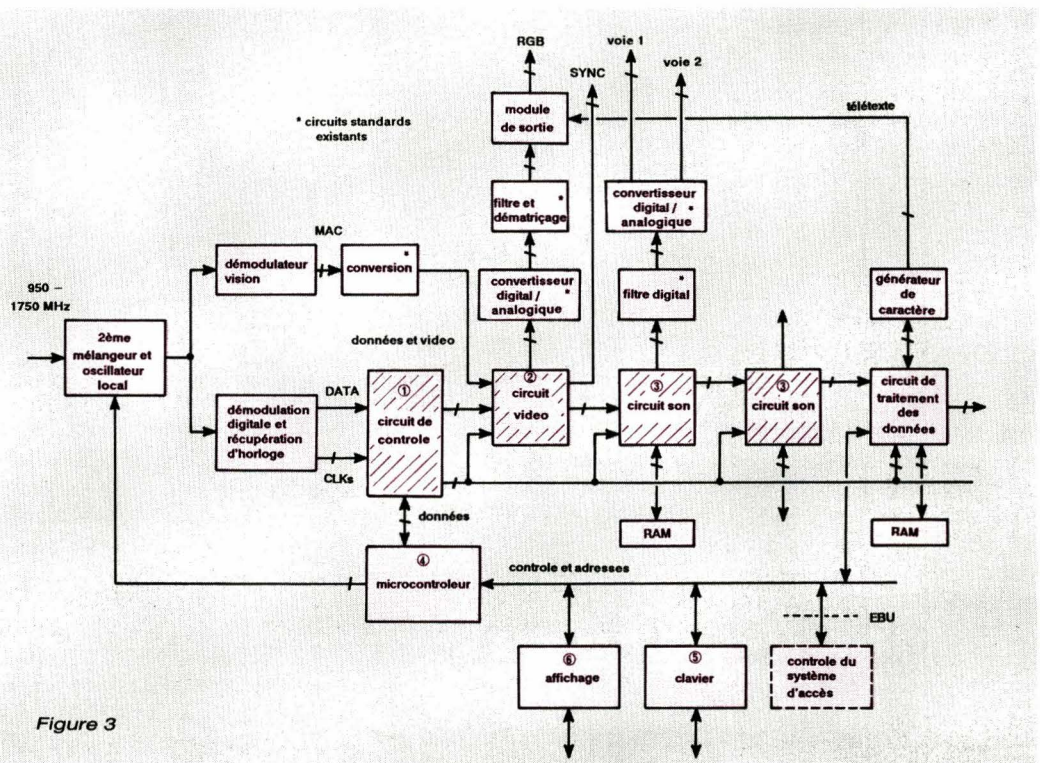 RGB
SYNC
voie 1
voie 2
* circuits standards
existants
module
de sortie
télétexte
filtre et *
dématriçage
convertisseur
digital / *
analogique
MAC
démodulateur
vision
conversion *
convertisseur
digital / *
analogique
filtre digital *
générateur
de
caractère
950 –
1750 MHz
2ème
mélangeur et
oscillateur
local
données et video
démodulation
digitale et
récupération
d'horloge
DATA
CLKs
①
circuit de
controle
②
circuit
video
③
circuit son
③
circuit son
circuit de
traitement
des
données
données
RAM
RAM
④
microcontroleur
controle et adresses
EBU
⑥
affichage
⑤
clavier
controle du
système
d'accès
Figure 3